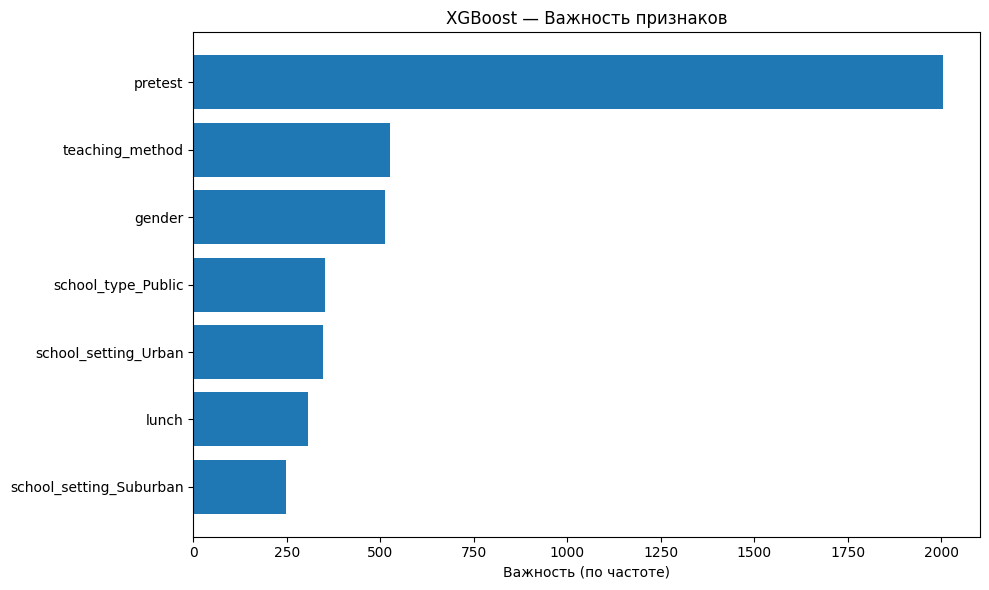 XGBoost — Важность признаков
pretest
teaching_method
gender
school_type_Public
school_setting_Urban
lunch
school_setting_Suburban
0 250 500 750 1000 1250 1500 1750 2000
Важность (по частоте)